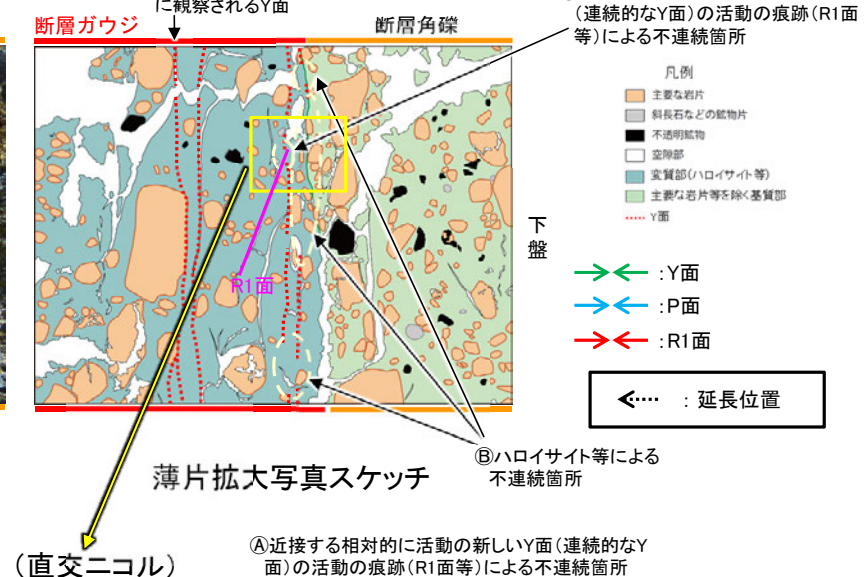 に観察されるY面
断層ガウジ
断層角礫
(連続的なY面)の活動の痕跡(R1面
等)による不連続箇所
凡例
主要な岩片
斜長石などの鉱物片
不透明鉱物
空隙部
変質部(ハロイサイト等)
主要な岩片等を除く基質部
Y面
下
盤
R1面
:Y面
:P面
:R1面
: 延長位置
Ⓑハロイサイト等による
不連続箇所
薄片拡大写真スケッチ
(直交ニコル)
Ⓐ近接する相対的に活動の新しいY面(連続的なY
面)の活動の痕跡(R1面等)による不連続箇所